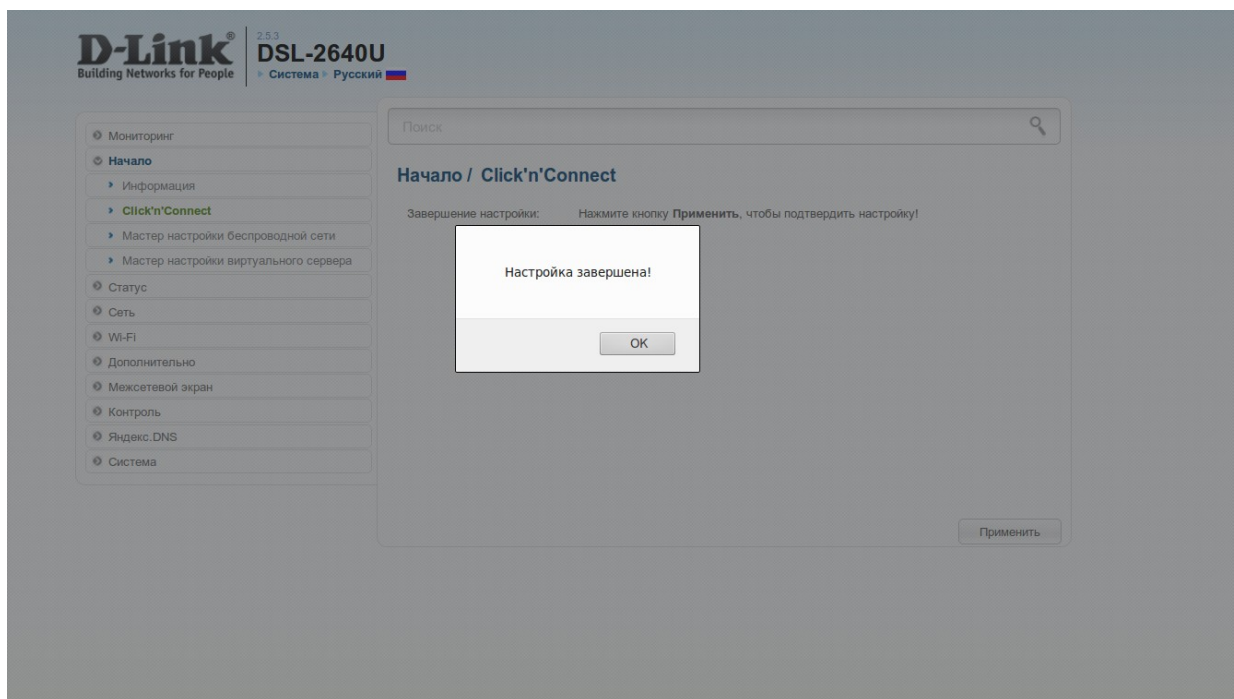 D-Link®
Building Networks for People
2.5.3
DSL-2640U
Система Русский
Мониторинг
Начало
Информация
Click'n'Connect
Мастер настройки беспроводной сети
Мастер настройки виртуального сервера
Статус
Сеть
Wi-Fi
Дополнительно
Межсетевой экран
Контроль
Яндекс.DNS
Система
Поиск
Начало / Click'n'Connect
Завершение настройки: Нажмите кнопку Применить, чтобы подтвердить настройку!
Настройка завершена!
OK
Применить